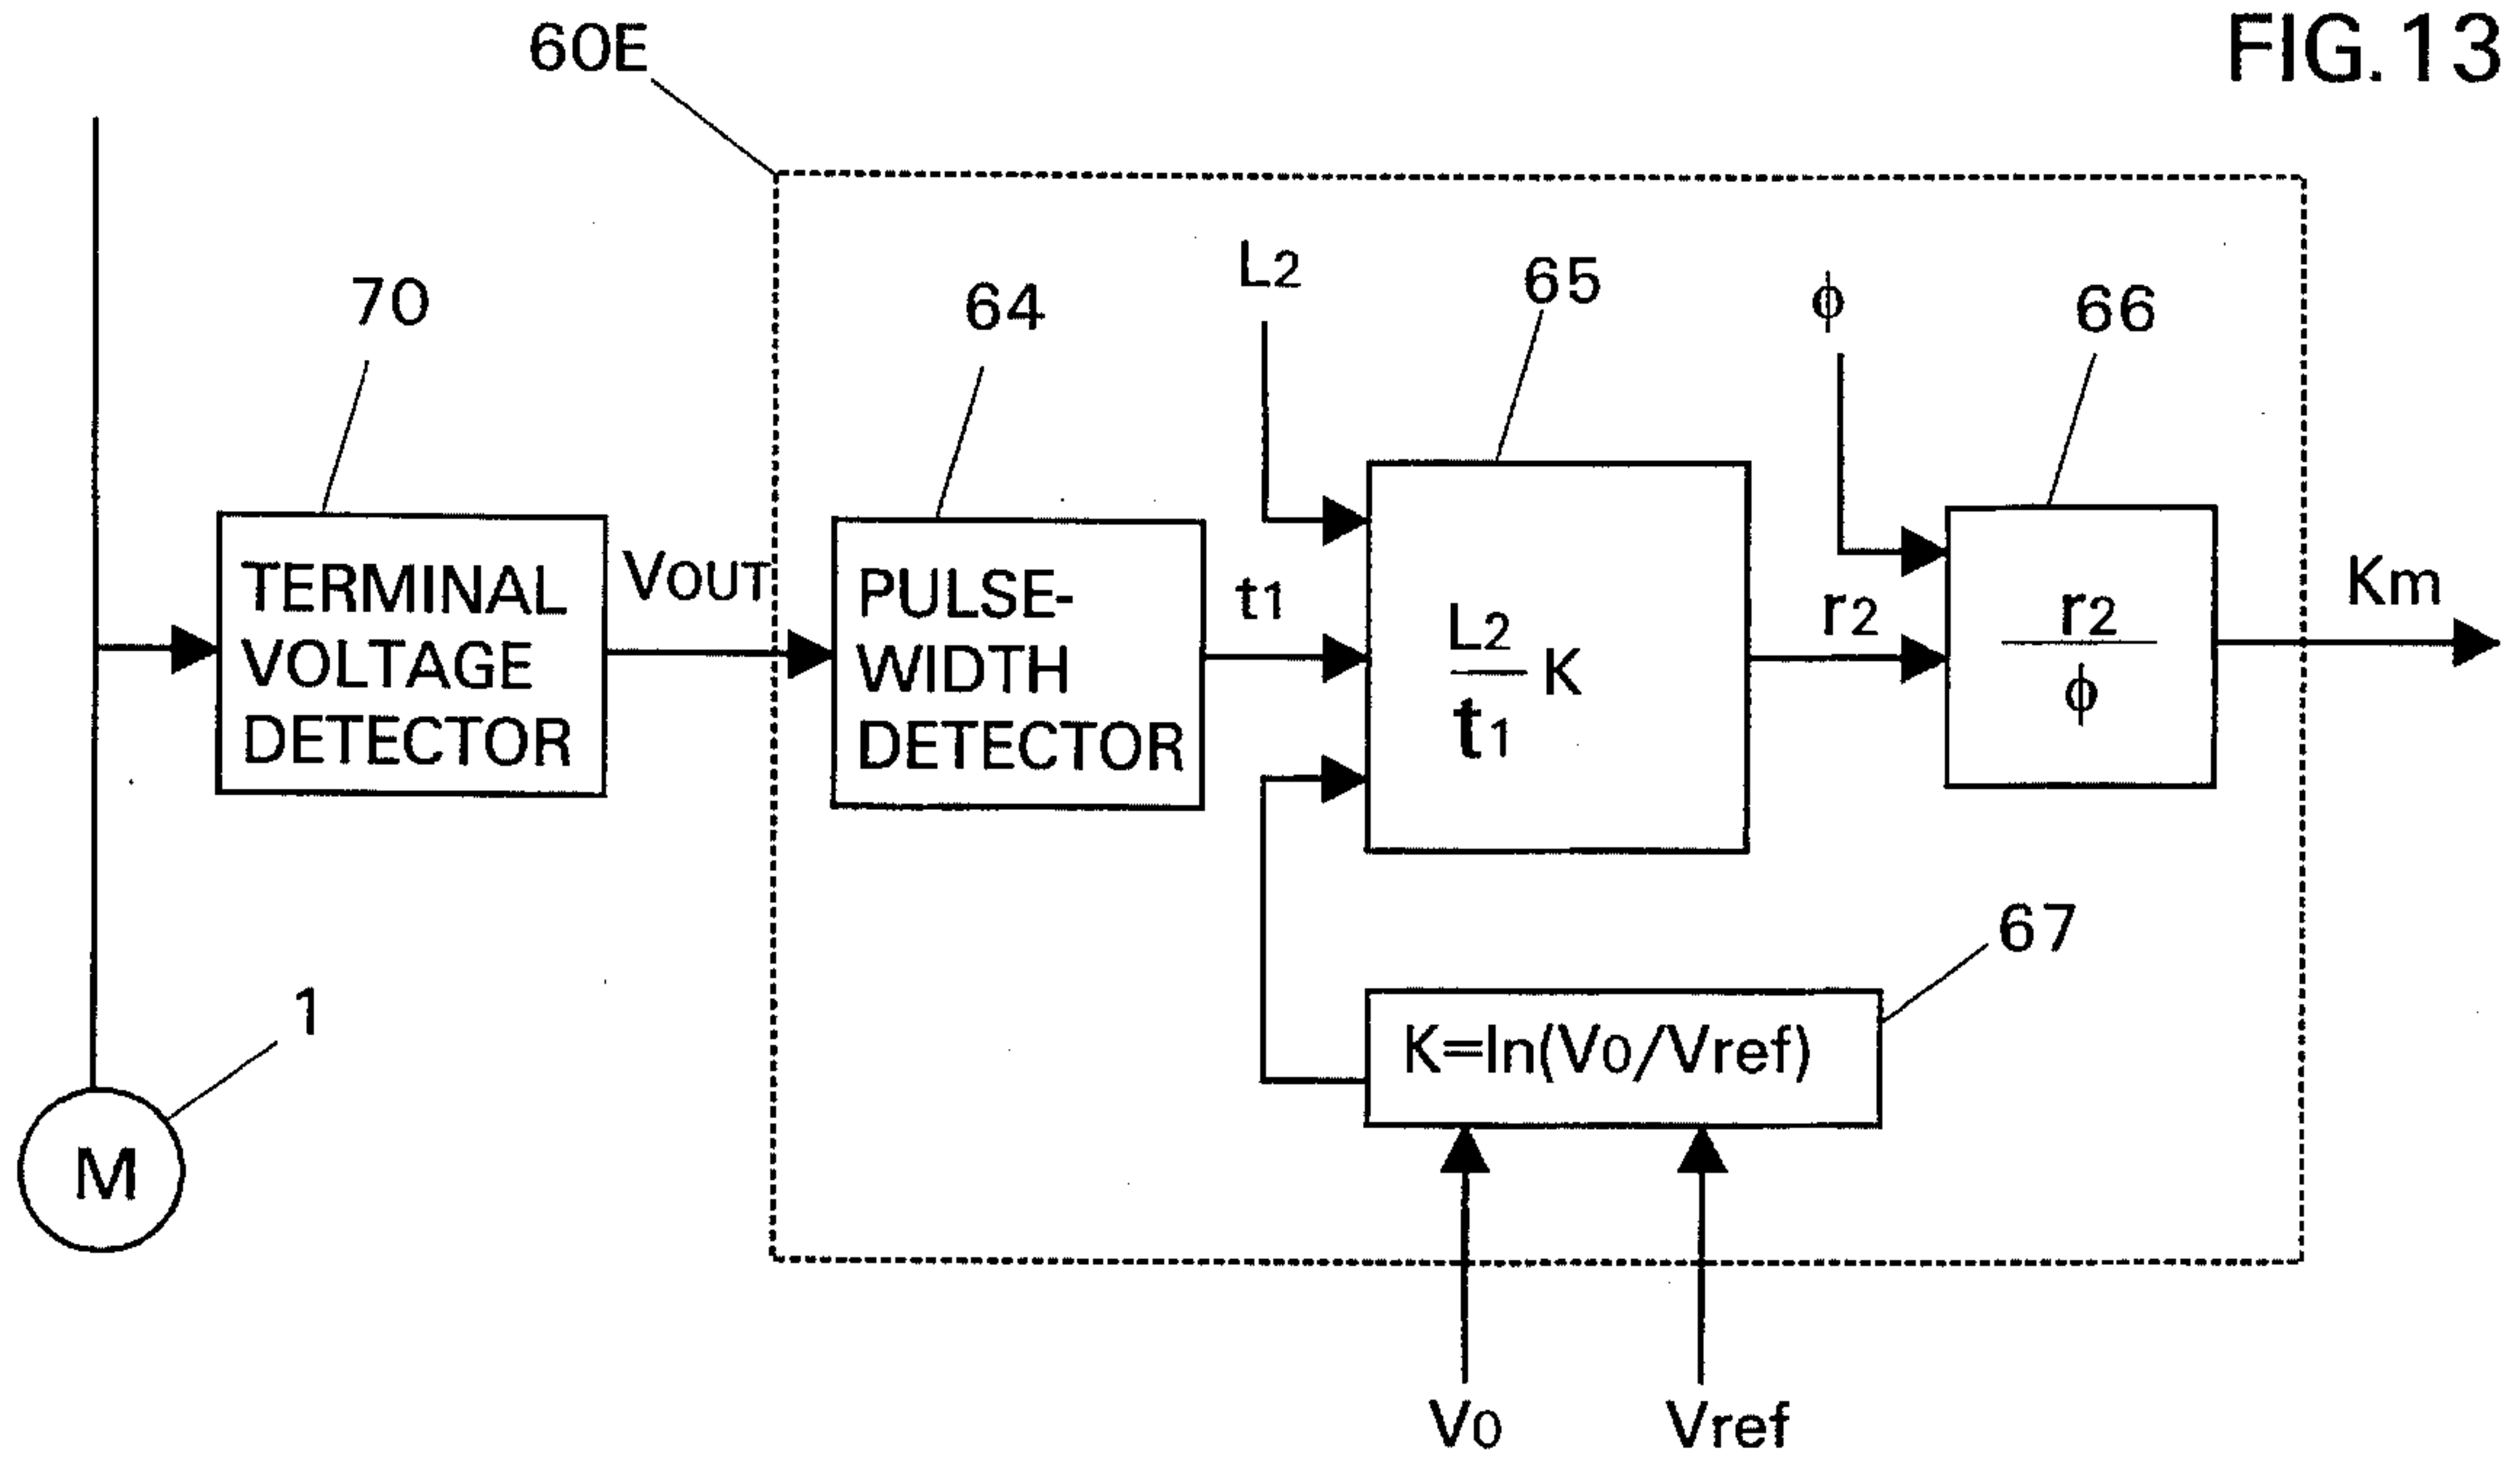 FIG.13
60E
70
64
L2
65
ϕ
66
TERMINAL
VOLTAGE
DETECTOR
VOUT
PULSE-
WIDTH
DETECTOR
t1
L2
t1
K
r2
r2
ϕ
Km
67
K=ln(V0/Vref)
1
M
V0
Vref